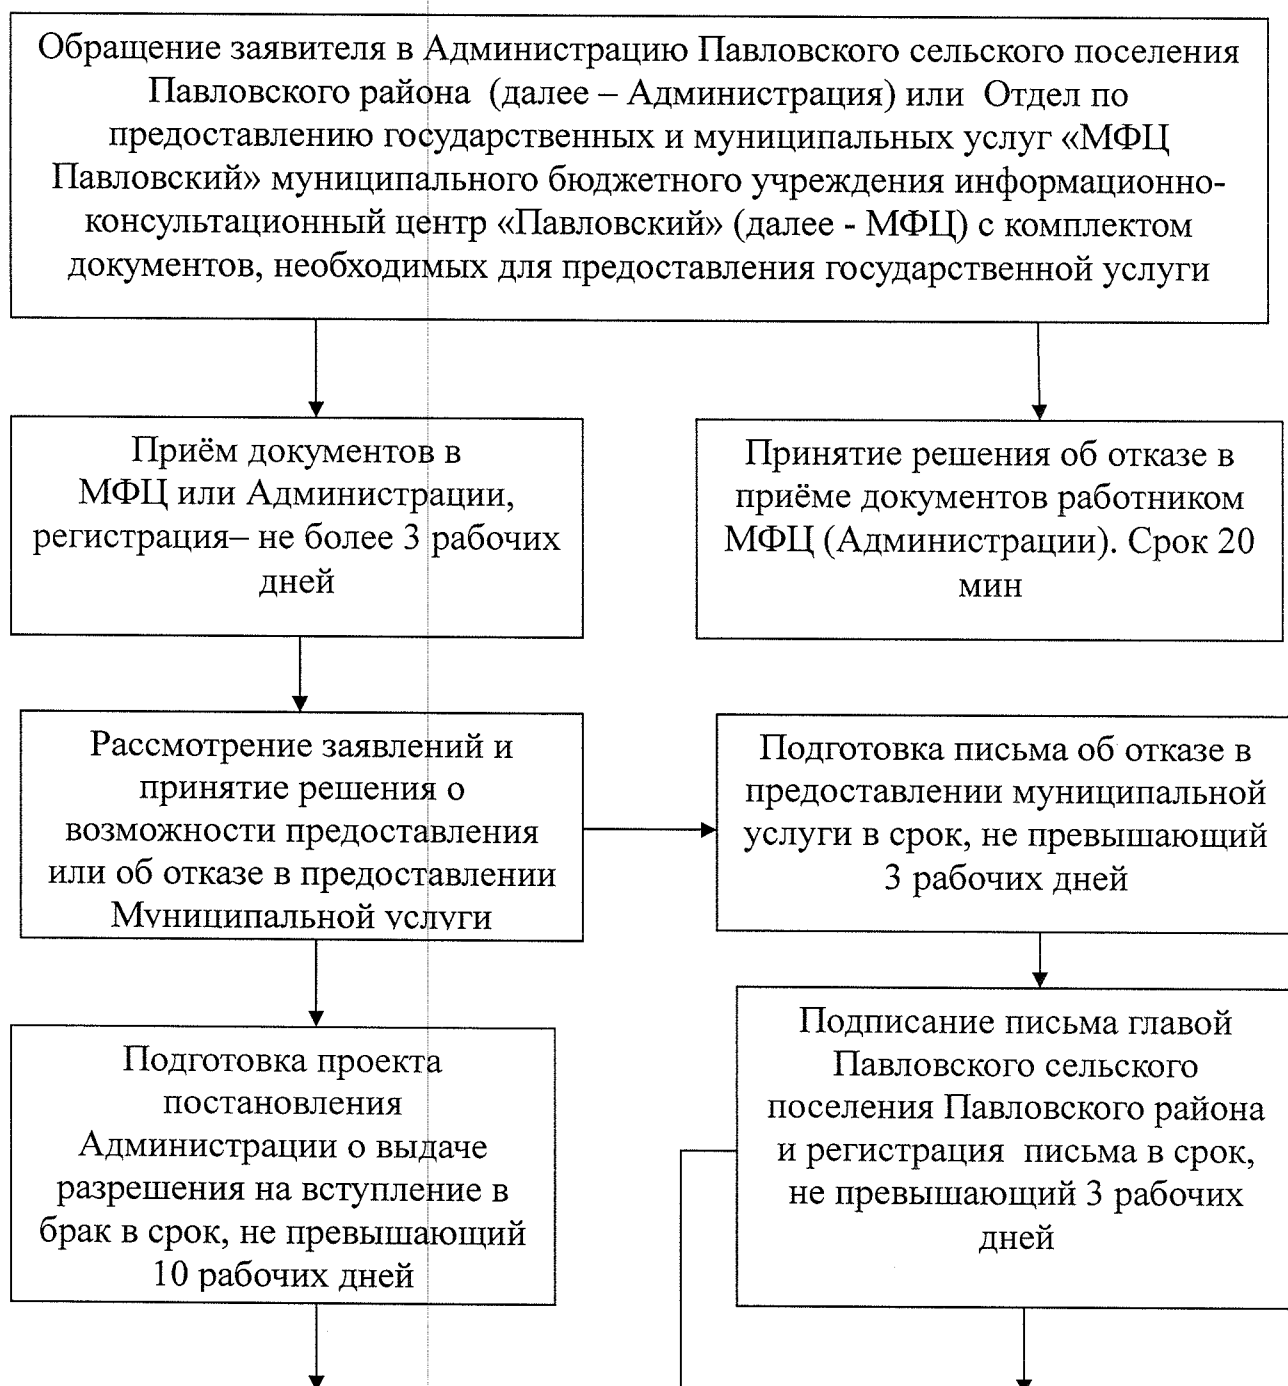 Обращение заявителя в Администрацию Павловского сельского поселения
Павловского района (далее – Администрация) или Отдел по
предоставлению государственных и муниципальных услуг «МФЦ
Павловский» муниципального бюджетного учреждения информационно-
консультационный центр «Павловский» (далее - МФЦ) с комплектом
документов, необходимых для предоставления государственной услуги
Приём документов в
МФЦ или Администрации,
регистрация– не более 3 рабочих
дней
Принятие решения об отказе в
приёме документов работником
МФЦ (Администрации). Срок 20
мин
Рассмотрение заявлений и
принятие решения о
возможности предоставления
или об отказе в предоставлении
Муниципальной услуги
Подготовка письма об отказе в
предоставлении муниципальной
услуги в срок, не превышающий
3 рабочих дней
Подготовка проекта
постановления
Администрации о выдаче
разрешения на вступление в
брак в срок, не превышающий
10 рабочих дней
Подписание письма главой
Павловского сельского
поселения Павловского района
и регистрация письма в срок,
не превышающий 3 рабочих
дней